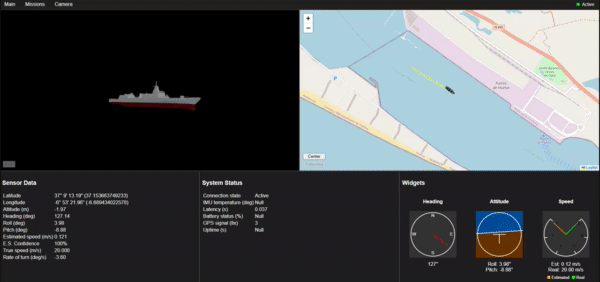 Main Missions Camera
Active
+
−
P
Center
Leaflet
Sensor Data
Latitude 37° 9' 13.19" (37.153663749233)
Longitude -6° 53' 21.96" (-6.889434022578)
Altitude (m) -1.97
Heading (deg) 127.14
Roll (deg) 3.98
Pitch (deg) -8.88
Estimated speed (m/s) 0.121
E.S. Confidence 100%
True speed (m/s) 20.000
Rate of turn (deg/s) -3.60
System Status
Connection state Active
IMU temperature (deg) Null
Latency (s) 0.037
Battery status (%) Null
GPS signal (fix) 3
Uptime (s) Null
Widgets
Heading
N
W
E
S
127°
Attitude
Roll: 3.98°
Pitch: -8.88°
Speed
Est: 0.12 m/s
Real: 20.00 m/s
Estimated Real